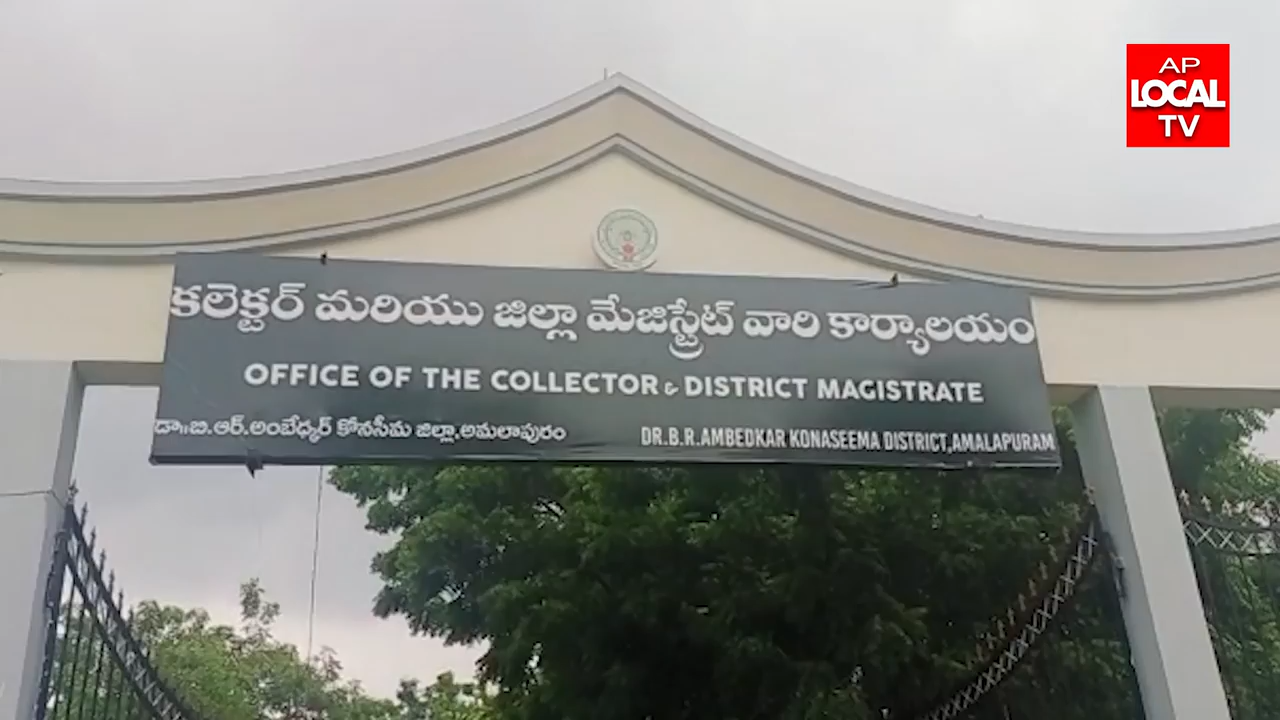 AP
LOCAL
TV
కలెక్టర్ మరియు జిల్లా మేజిస్ట్రేట్ వారి కార్యాలయం
OFFICE OF THE COLLECTOR & DISTRICT MAGISTRATE
డా॥బి.ఆర్.అంబేద్కర్ కోనసీమ జిల్లా,అమలాపురం
DR.B.R.AMBEDKAR KONASEEMA DISTRICT,AMALAPURAM